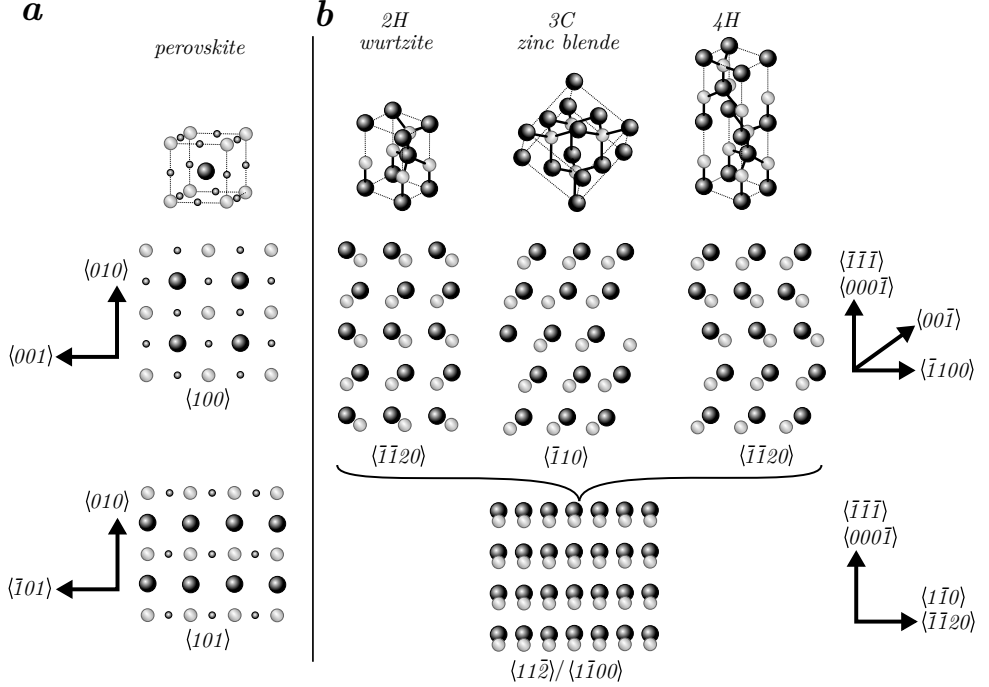 a
perovskite
⟨010⟩
⟨001⟩
⟨100⟩
⟨010⟩
⟨1̄01⟩
⟨101⟩
b
2H
wurtzite
3C
zinc blende
4H
⟨1̄1̄1̄⟩
⟨0001̄⟩
⟨001̄⟩
⟨1̄100⟩
⟨1̄1̄20⟩
⟨1̄10⟩
⟨1̄1̄20⟩
⟨1̄1̄1̄⟩
⟨0001̄⟩
⟨11̄0⟩
⟨1̄1̄20⟩
⟨112̄⟩/⟨11̄00⟩